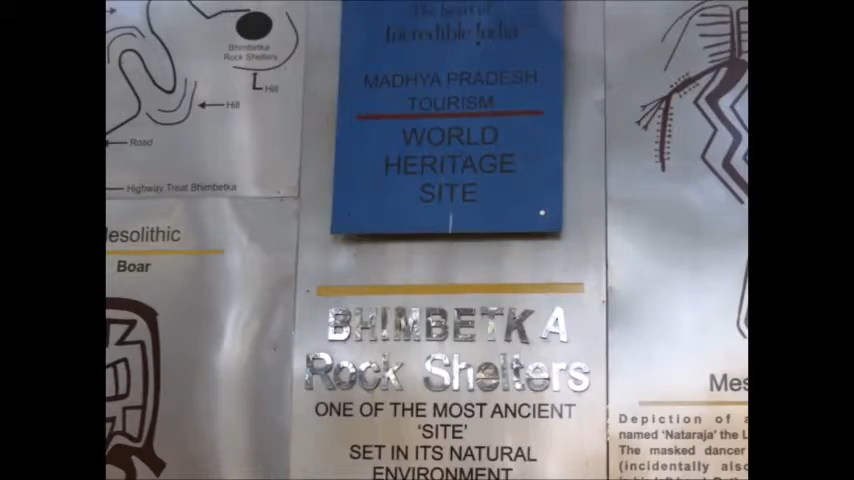 Bhimbetka
Rock Shelters
Hill
Hill
Road
Highway Treat Bhimbetka
Boar
The heart of
Incredible India
MADHYA PRADESH
TOURISM
WORLD
HERITAGE
SITE
BHIMBETKA
Rock Shelters
ONE OF THE MOST ANCIENT
'SITE'
SET IN ITS NATURAL
ENVIRONMENT
Depiction of
named 'Nataraja' the
The masked dancer
(incidentally also